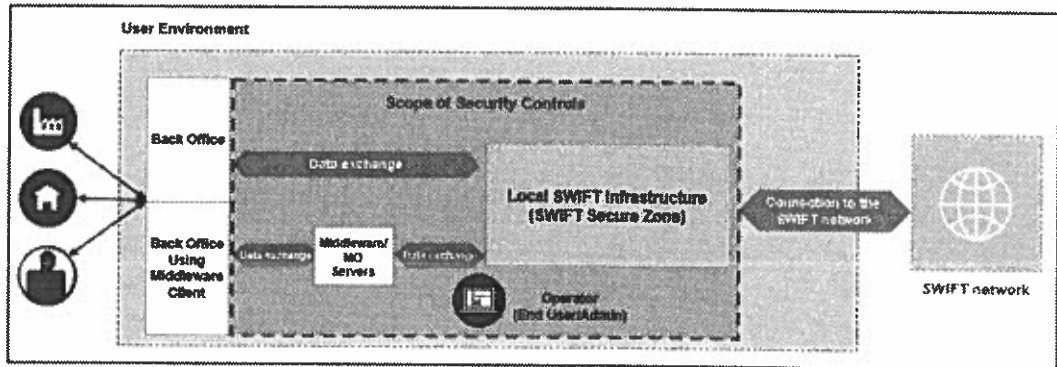 User Environment
Scope of Security Controls
Back Office
Data exchange
Local SWIFT Infrastructure
(SWIFT Secure Zone)
Connection to the
SWIFT network
Back Office
Using
Middleware
Client
Data exchange
Middleware/
MQ
Servers
Data exchange
Operator
(End User/Admin)
SWIFT network